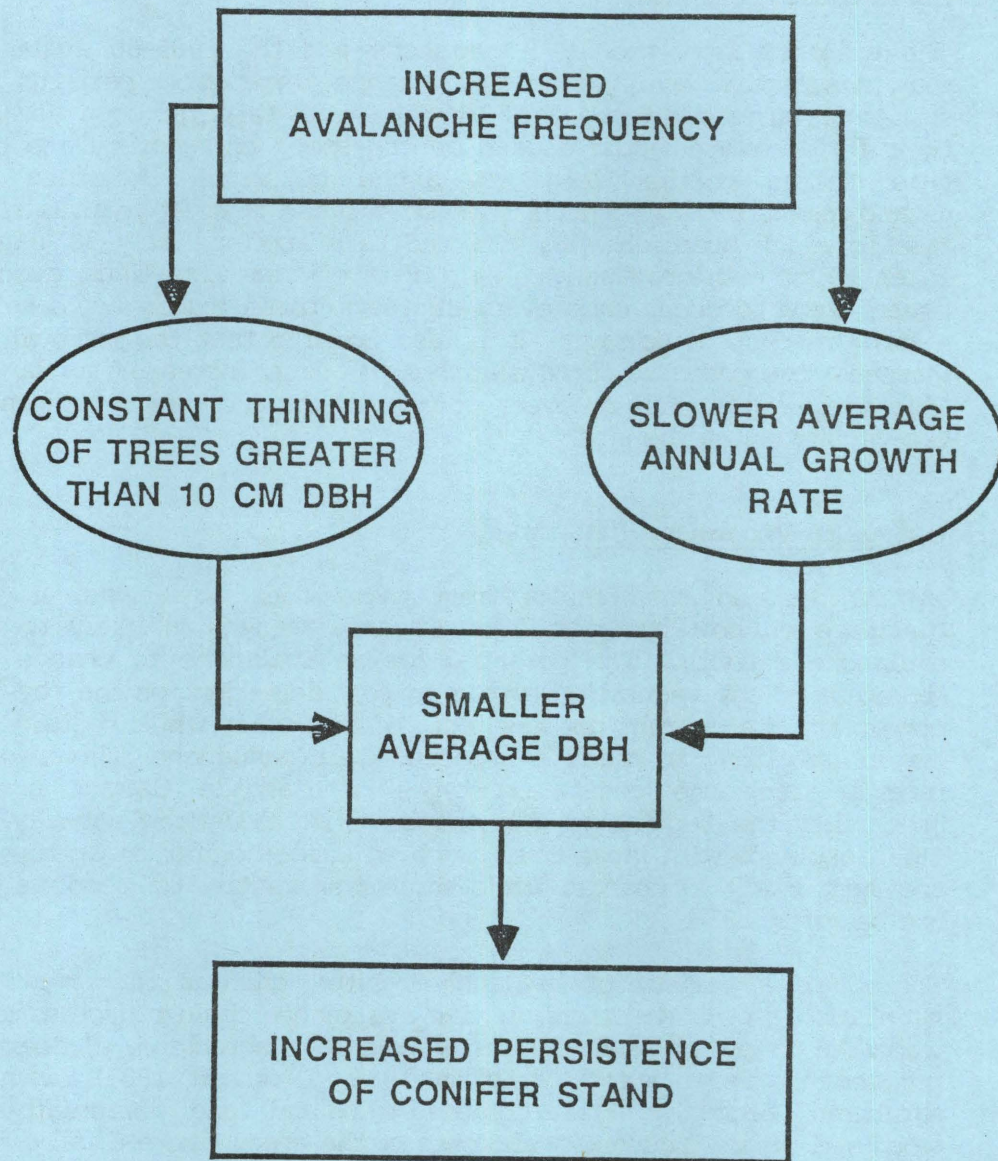 INCREASED
AVALANCHE FREQUENCY
CONSTANT THINNING
OF TREES GREATER
THAN 10 CM DBH
SLOWER AVERAGE
ANNUAL GROWTH
RATE
SMALLER
AVERAGE DBH
INCREASED PERSISTENCE
OF CONIFER STAND